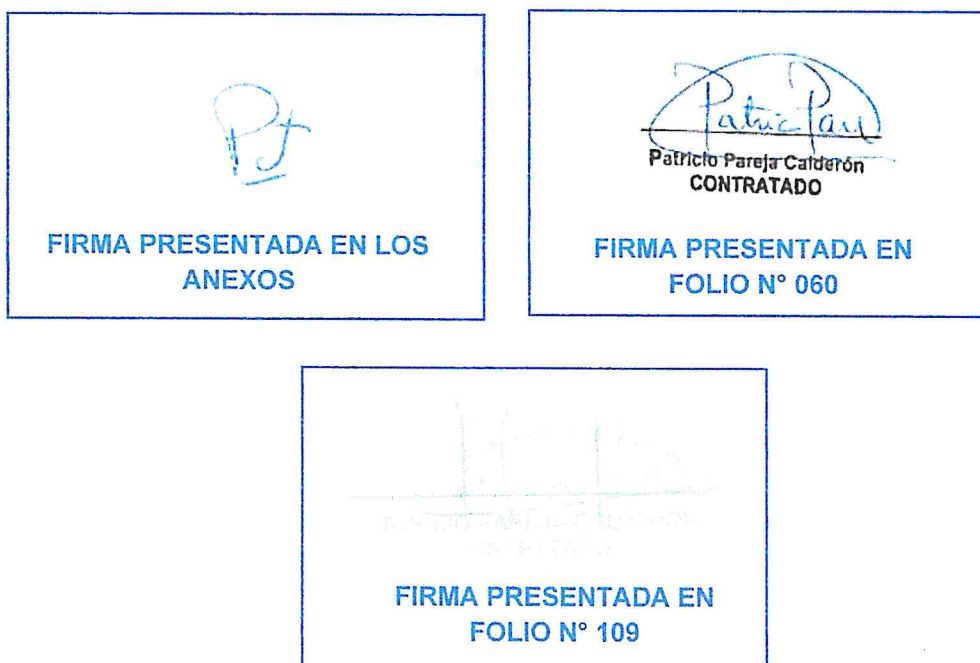 FIRMA PRESENTADA EN LOS
ANEXOS
Patricio Pareja Calderón
CONTRATADO
FIRMA PRESENTADA EN
FOLIO N° 060
FIRMA PRESENTADA EN
FOLIO N° 109